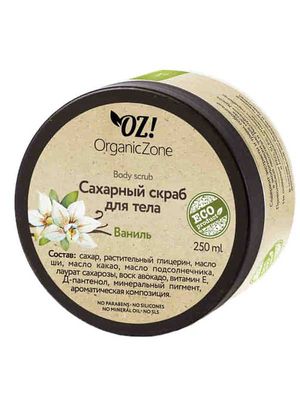 OZ!
OrganicZone
Body scrub
Сахарный скраб
для тела
Ваниль
ECO
product
250 ml
Состав: сахар, растительный глицерин, масло
ши, масло какао, масло подсолнечника,
лаурат сахарозы, воск авокадо, витамин Е,
Д-пантенол, минеральный пигмент,
ароматическая композиция.
NO PARABENS · NO SILICONES
NO MINERAL OIL · NO SLS